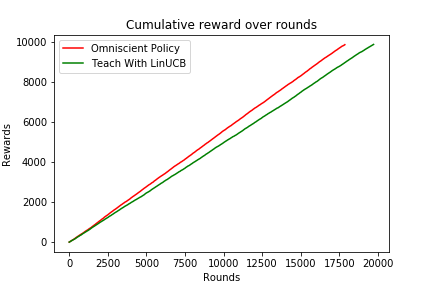 Cumulative reward over rounds
Omniscient Policy
Teach With LinUCB
10000
8000
6000
4000
2000
0
Rewards
0 2500 5000 7500 10000 12500 15000 17500 20000
Rounds